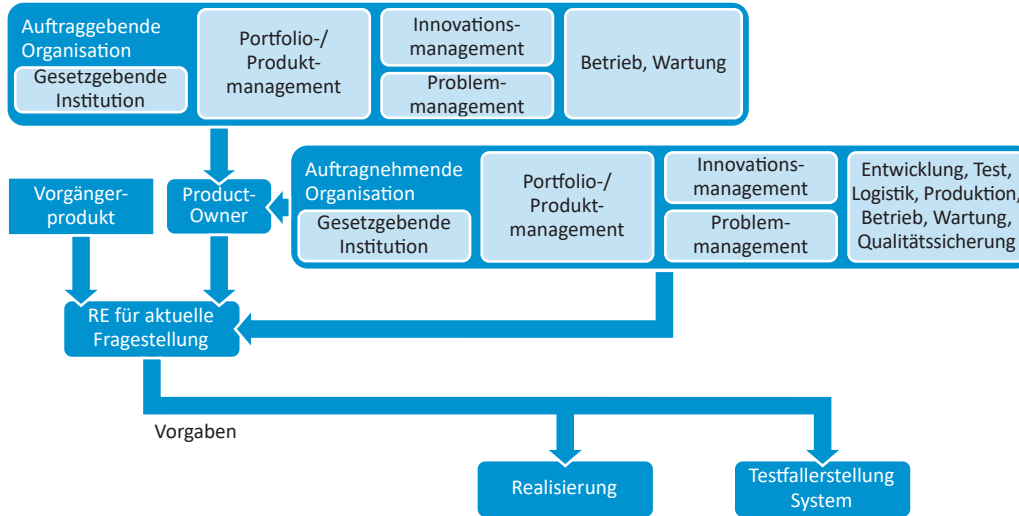 Auftraggebende
Organisation
Gesetzgebende
Institution
Portfolio-/
Produkt-
management
Innovations-
management
Problem-
management
Betrieb, Wartung
Vorgänger-
produkt
Product-
Owner
Auftragnehmende
Organisation
Gesetzgebende
Institution
Portfolio-/
Produkt-
management
Innovations-
management
Problem-
management
Entwicklung, Test,
Logistik, Produktion,
Betrieb, Wartung,
Qualitätssicherung
RE für aktuelle
Fragestellung
Vorgaben
Realisierung
Testfallerstellung
System